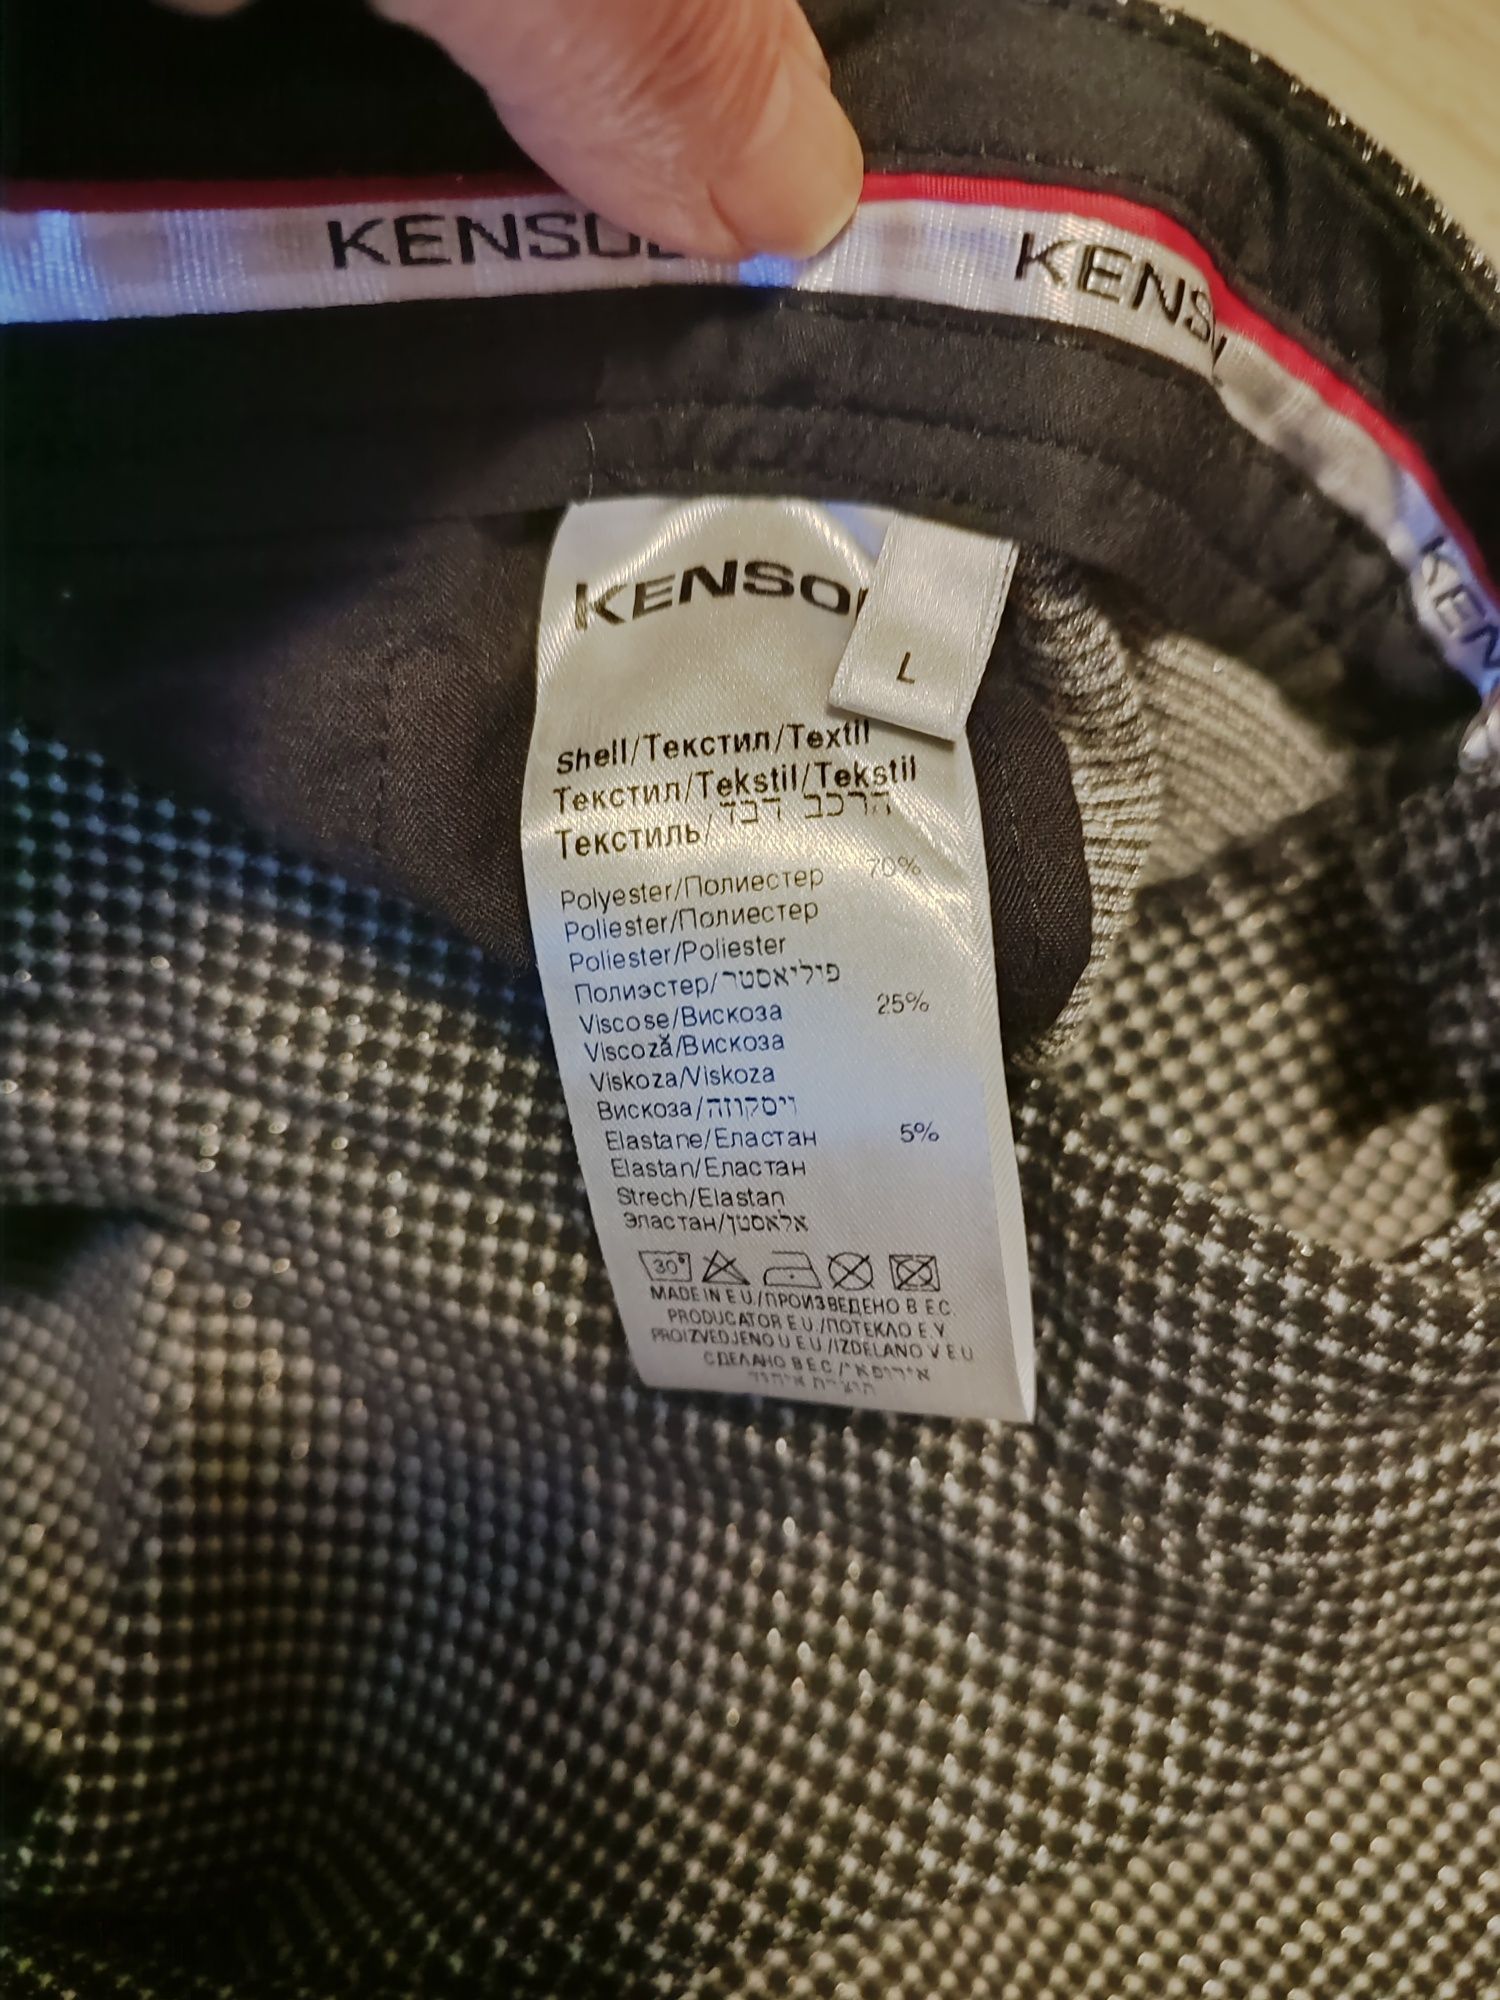 KENSO
KENS
KEN
KENSO
L
Shell/Текстил/Textil
Текстил/Tekstil/Tekstil
Текстиль/הרכב דבד
Polyester/Полиестер 70%
Poliester/Полиестер
Poliester/Poliester
Полиэстер/פוליאסטר
Viscose/Вискоза 25%
Viscoză/Вискоза
Viskoza/Viskoza
Вискоза/ויסקוזה
Elastane/Еластан 5%
Elastan/Еластан
Strech/Elastan
Эластан/אלאסטן
30°
MADE IN E U./ПРОИЗВЕДЕНО В Е С.
PRODUCATOR E.U./ПОТЕКЛО Е.У
PROIZVEDJENO U E U /IZDELANO V E U
СДЕЛАНО В Е С /